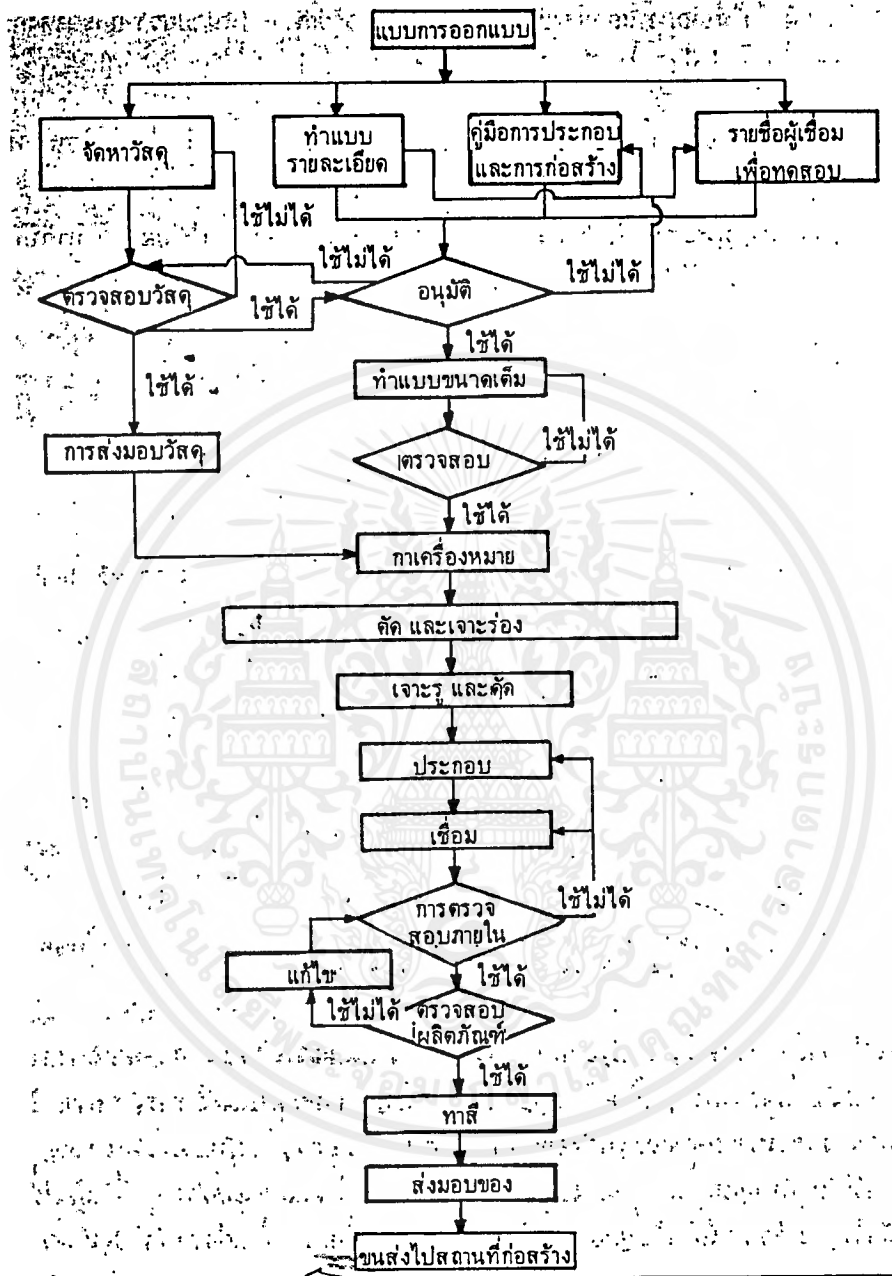 แบบการออกแบบ
จัดหาวัสดุ
ทำแบบ
รายละเอียด
คู่มือการประกอบ
และการก่อสร้าง
รายชื่อผู้เชื่อม
เพื่อทดสอบ
ใช้ไม่ได้
ใช้ไม่ได้
ใช้ไม่ได้
ตรวจสอบวัสดุ
ใช้ได้
อนุมัติ
ใช้ได้
ใช้ได้
ทำแบบขนาดเต็ม
การส่งมอบวัสดุ
ตรวจสอบ
ใช้ไม่ได้
ใช้ได้
กาเครื่องหมาย
ตัด และเจาะร่อง
เจาะรู และดัด
ประกอบ
เชื่อม
ใช้ไม่ได้
การตรวจ
สอบภายใน
แก้ไข
ใช้ได้
ใช้ไม่ได้
ตรวจสอบ
ผลิตภัณฑ์
ใช้ได้
ทาสี
ส่งมอบของ
ขนส่งไปสถานที่ก่อสร้าง